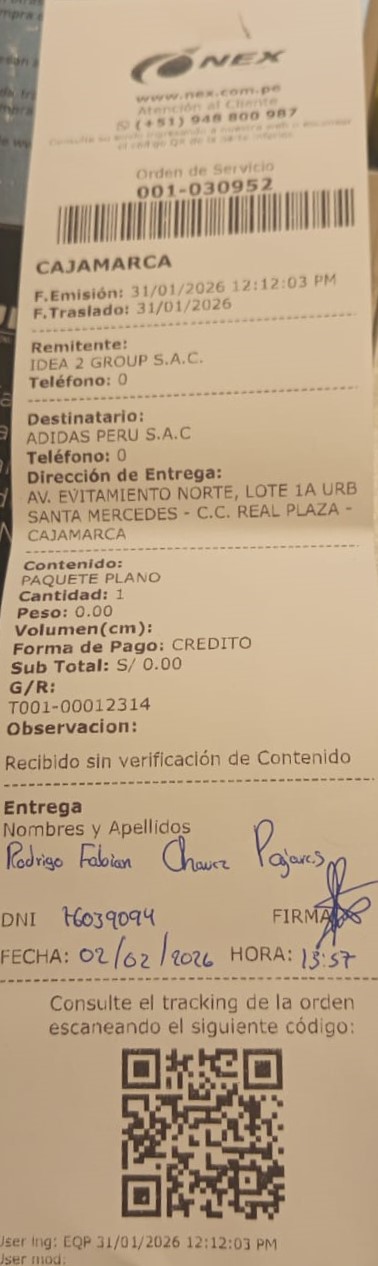 NEX
www.nex.com.pe
Atención al Cliente
(+51) 948 800 987
Orden de Servicio
001-030952
CAJAMARCA
F.Emisión: 31/01/2026 12:12:03 PM
F.Traslado: 31/01/2026
Remitente:
IDEA 2 GROUP S.A.C.
Teléfono: 0
Destinatario:
ADIDAS PERU S.A.C
Teléfono: 0
Dirección de Entrega:
AV. EVITAMIENTO NORTE, LOTE 1A URB
SANTA MERCEDES - C.C. REAL PLAZA -
CAJAMARCA
Contenido:
PAQUETE PLANO
Cantidad: 1
Peso: 0.00
Volumen(cm):
Forma de Pago: CREDITO
Sub Total: S/ 0.00
G/R:
T001-00012314
Observacion:
Recibido sin verificación de Contenido
Entrega
Nombres y Apellidos
Rodrigo Fabian Chavez Pajares
DNI 76039094 FIRMA
FECHA: 02/02/2026 HORA: 13:57
Consulte el tracking de la orden
escaneando el siguiente código:
User Ing: EQP 31/01/2026 12:12:03 PM
User mod: